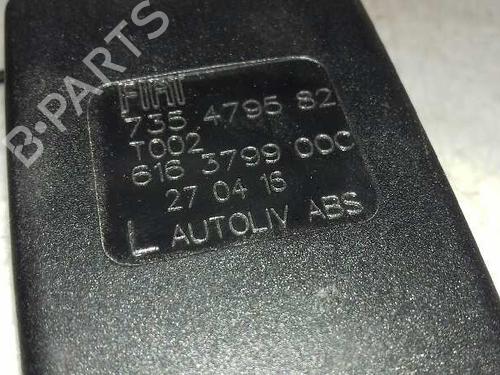 B-PARTS
FIAT
735 4795 82
T002
616 3799 00C
27 04 16
L AUTOLIV ABS